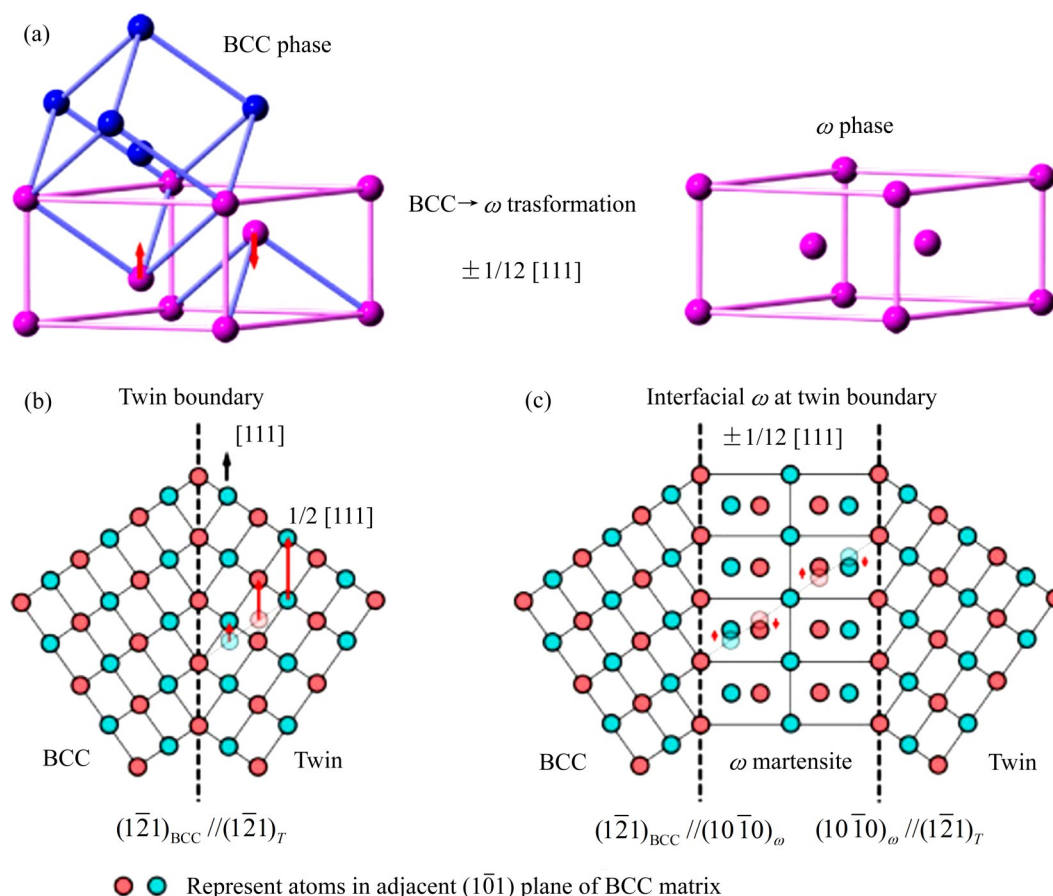 (a)
BCC phase
ω phase
BCC→ω trasformation
±1/12 [111]
(b)
Twin boundary
[111]
1/2 [111]
BCC
Twin
(12̅1)BCC //(12̅1)T
(c)
Interfacial ω at twin boundary
±1/12 [111]
BCC
ω martensite
Twin
(12̅1)BCC //(101̅0)ω
(101̅0)ω //(12̅1)T
Represent atoms in adjacent (10̅1) plane of BCC matrix